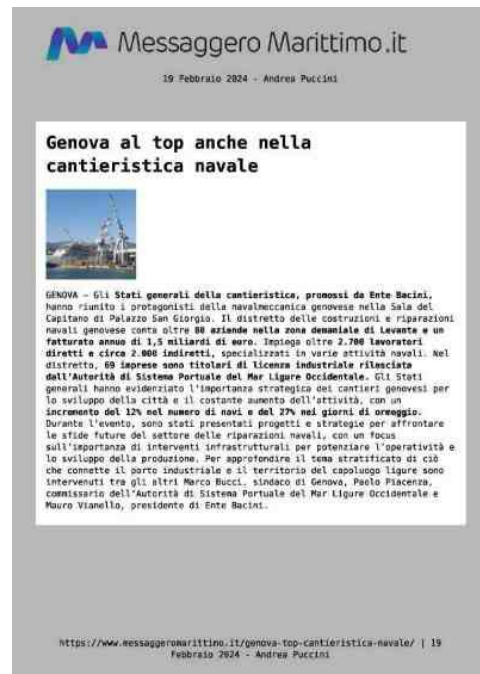 Messaggero Marittimo.it
19 Febbraio 2024 - Andrea Puccini
Genova al top anche nella
cantieristica navale
GENOVA – Gli Stati generali della cantieristica, promossi da Ente Bacini,
hanno riunito i protagonisti della navalmeccanica genovese nella Sala del
Capitano di Palazzo San Giorgio. Il distretto delle costruzioni e riparazioni
navali genovese conta oltre 80 aziende nella zona demaniale di Levante e un
fatturato annuo di 1,5 miliardi di euro. Impiega oltre 2.700 lavoratori
diretti e circa 2.000 indiretti, specializzati in varie attività navali. Nel
distretto, 69 imprese sono titolari di licenza industriale rilasciata
dall'Autorità di Sistema Portuale del Mar Ligure Occidentale. Gli Stati
generali hanno evidenziato l'importanza strategica dei cantieri genovesi per
lo sviluppo della città e il costante aumento dell'attività, con un
incremento del 12% nel numero di navi e del 27% nei giorni di ormeggio.
Durante l'evento, sono stati presentati progetti e strategie per affrontare
le sfide future del settore delle riparazioni navali, con un focus
sull'importanza di interventi infrastrutturali per potenziare l'operatività e
lo sviluppo della produzione. Per approfondire il tema stratificato di ciò
che connette il porto industriale e il territorio del capoluogo ligure sono
intervenuti tra gli altri Marco Bucci, sindaco di Genova, Paolo Piacenza,
commissario dell'Autorità di Sistema Portuale del Mar Ligure Occidentale e
Mauro Vianello, presidente di Ente Bacini.
https://www.messaggeromarittimo.it/genova-top-cantieristica-navale/ | 19
Febbraio 2024 - Andrea Puccini